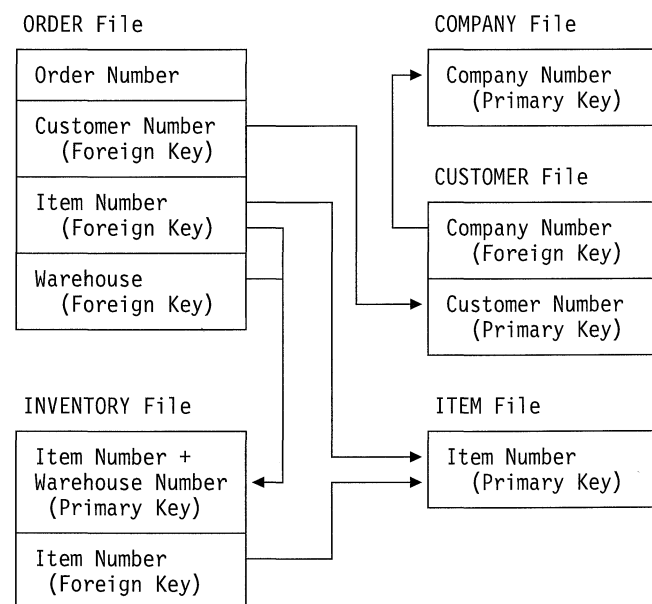 ORDER File
Order Number
Customer Number
(Foreign Key)
Item Number
(Foreign Key)
Warehouse
(Foreign Key)
COMPANY File
Company Number
(Primary Key)
CUSTOMER File
Company Number
(Foreign Key)
Customer Number
(Primary Key)
INVENTORY File
Item Number +
Warehouse Number
(Primary Key)
Item Number
(Foreign Key)
ITEM File
Item Number
(Primary Key)